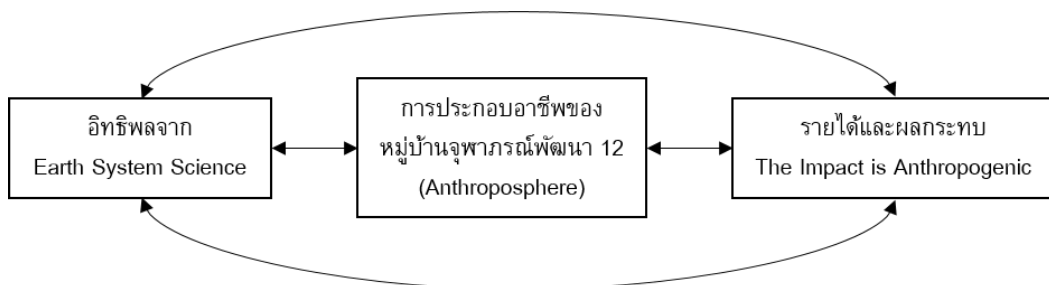 อิทธิพลจาก
Earth System Science
การประกอบอาชีพของ
หมู่บ้านจุฬาภรณ์พัฒนา 12
(Anthroposphere)
รายได้และผลกระทบ
The Impact is Anthropogenic